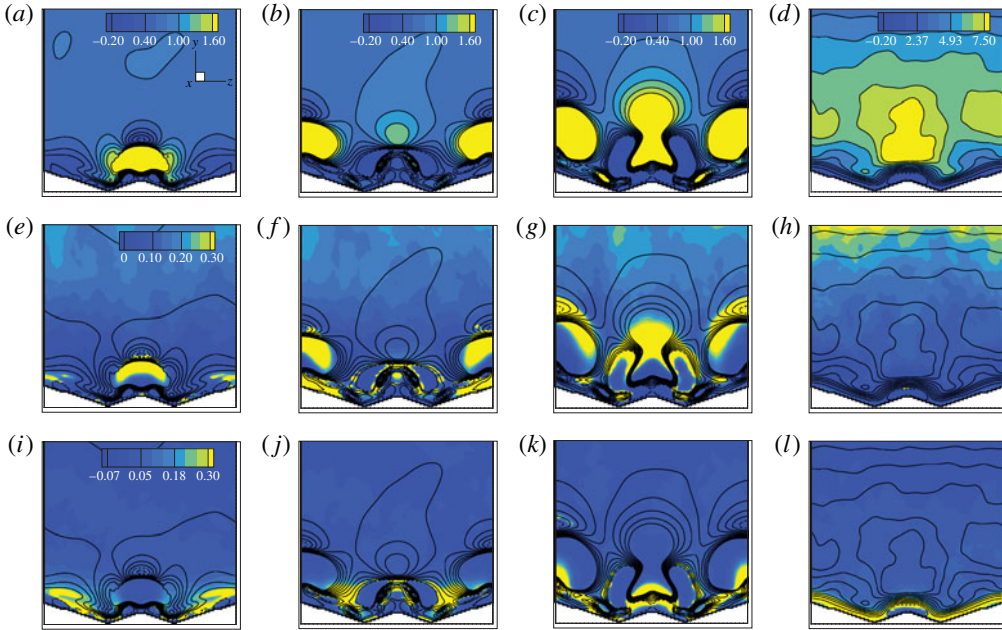 (a)
−0.20 0.40 1.00 1.60
y
x
z
(b)
−0.20 0.40 1.00 1.60
(c)
−0.20 0.40 1.00 1.60
(d)
−0.20 2.37 4.93 7.50
(e)
0 0.10 0.20 0.30
(f)
(g)
(h)
(i)
−0.07 0.05 0.18 0.30
(j)
(k)
(l)